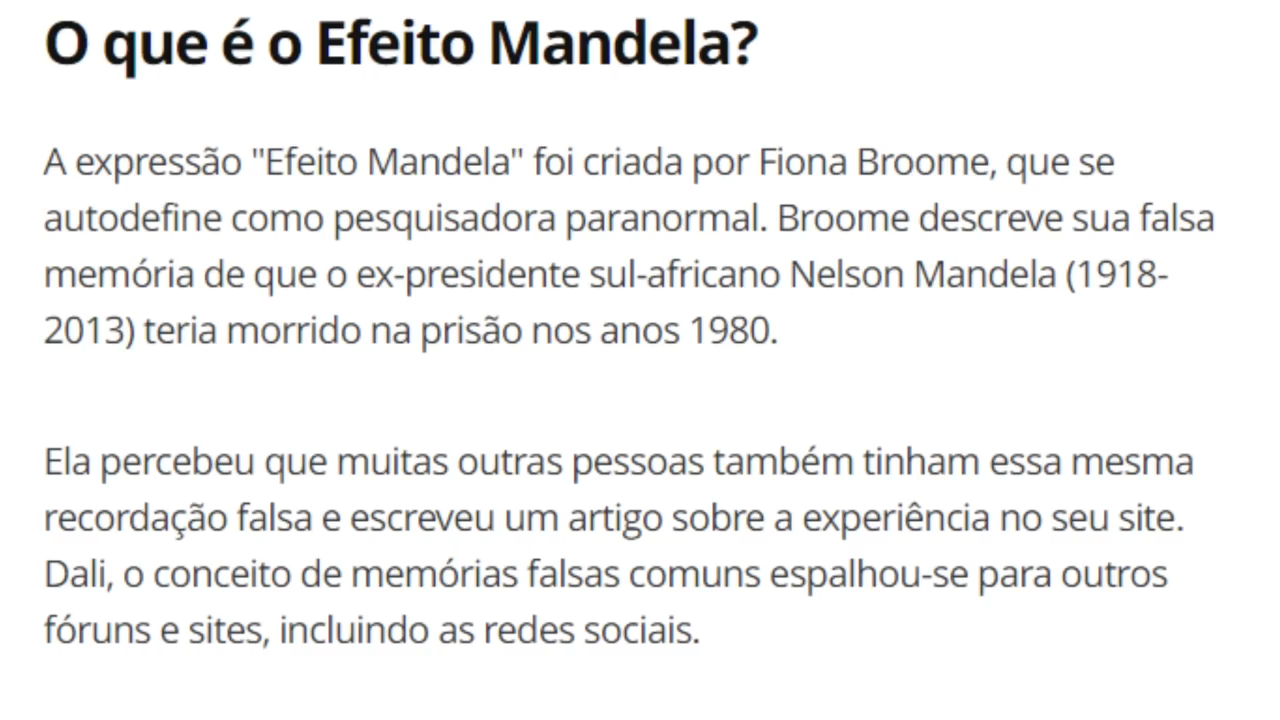 O que é o Efeito Mandela?
A expressão "Efeito Mandela" foi criada por Fiona Broome, que se
autodefine como pesquisadora paranormal. Broome descreve sua falsa
memória de que o ex-presidente sul-africano Nelson Mandela (1918-
2013) teria morrido na prisão nos anos 1980.
Ela percebeu que muitas outras pessoas também tinham essa mesma
recordação falsa e escreveu um artigo sobre a experiência no seu site.
Dali, o conceito de memórias falsas comuns espalhou-se para outros
fóruns e sites, incluindo as redes sociais.